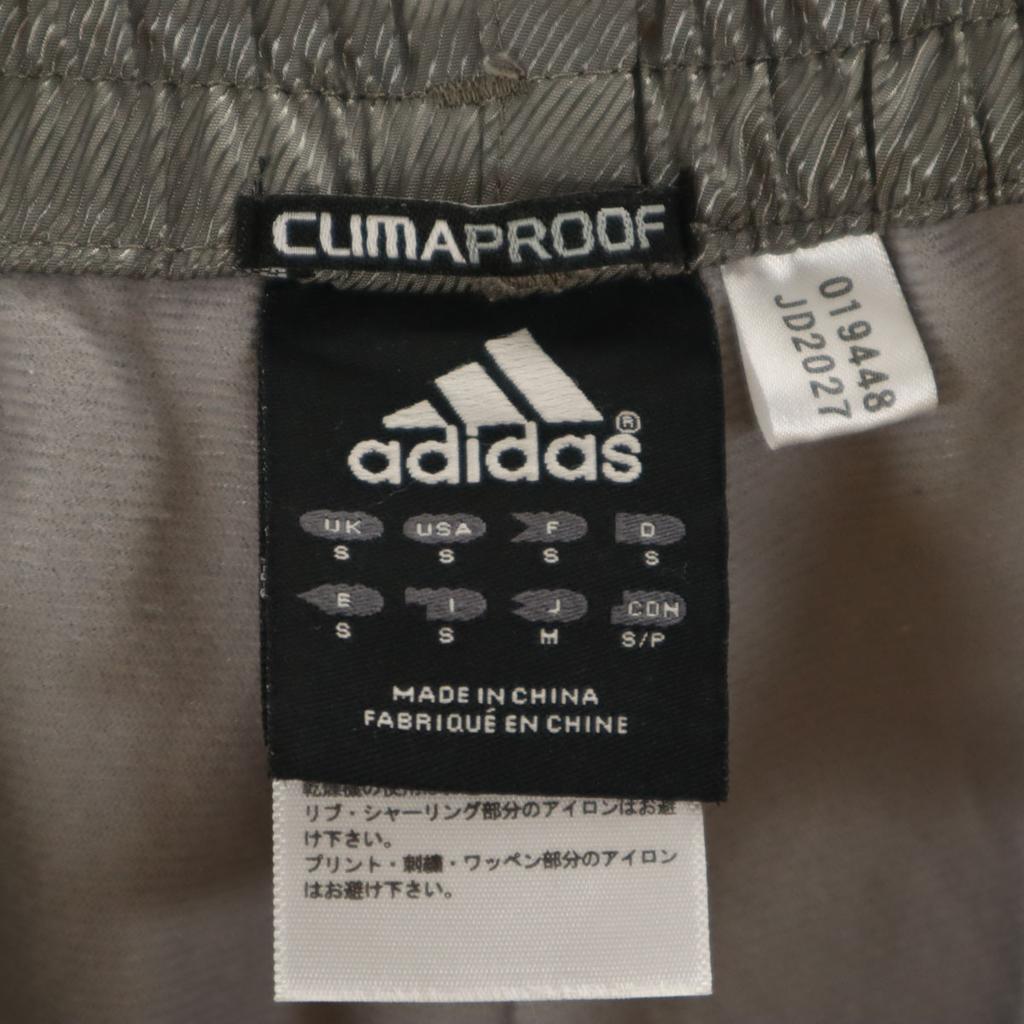 CLIMAPROOF
019448
JD2027
adidas®
UK USA F D
S S S S
E I J CDN
S S M S/P
MADE IN CHINA
FABRIQUÉ EN CHINE
リブ・シャーリング部分のアイロンはお避
け下さい。
プリント・刺繍・ワッペン部分のアイロン
はお避け下さい。